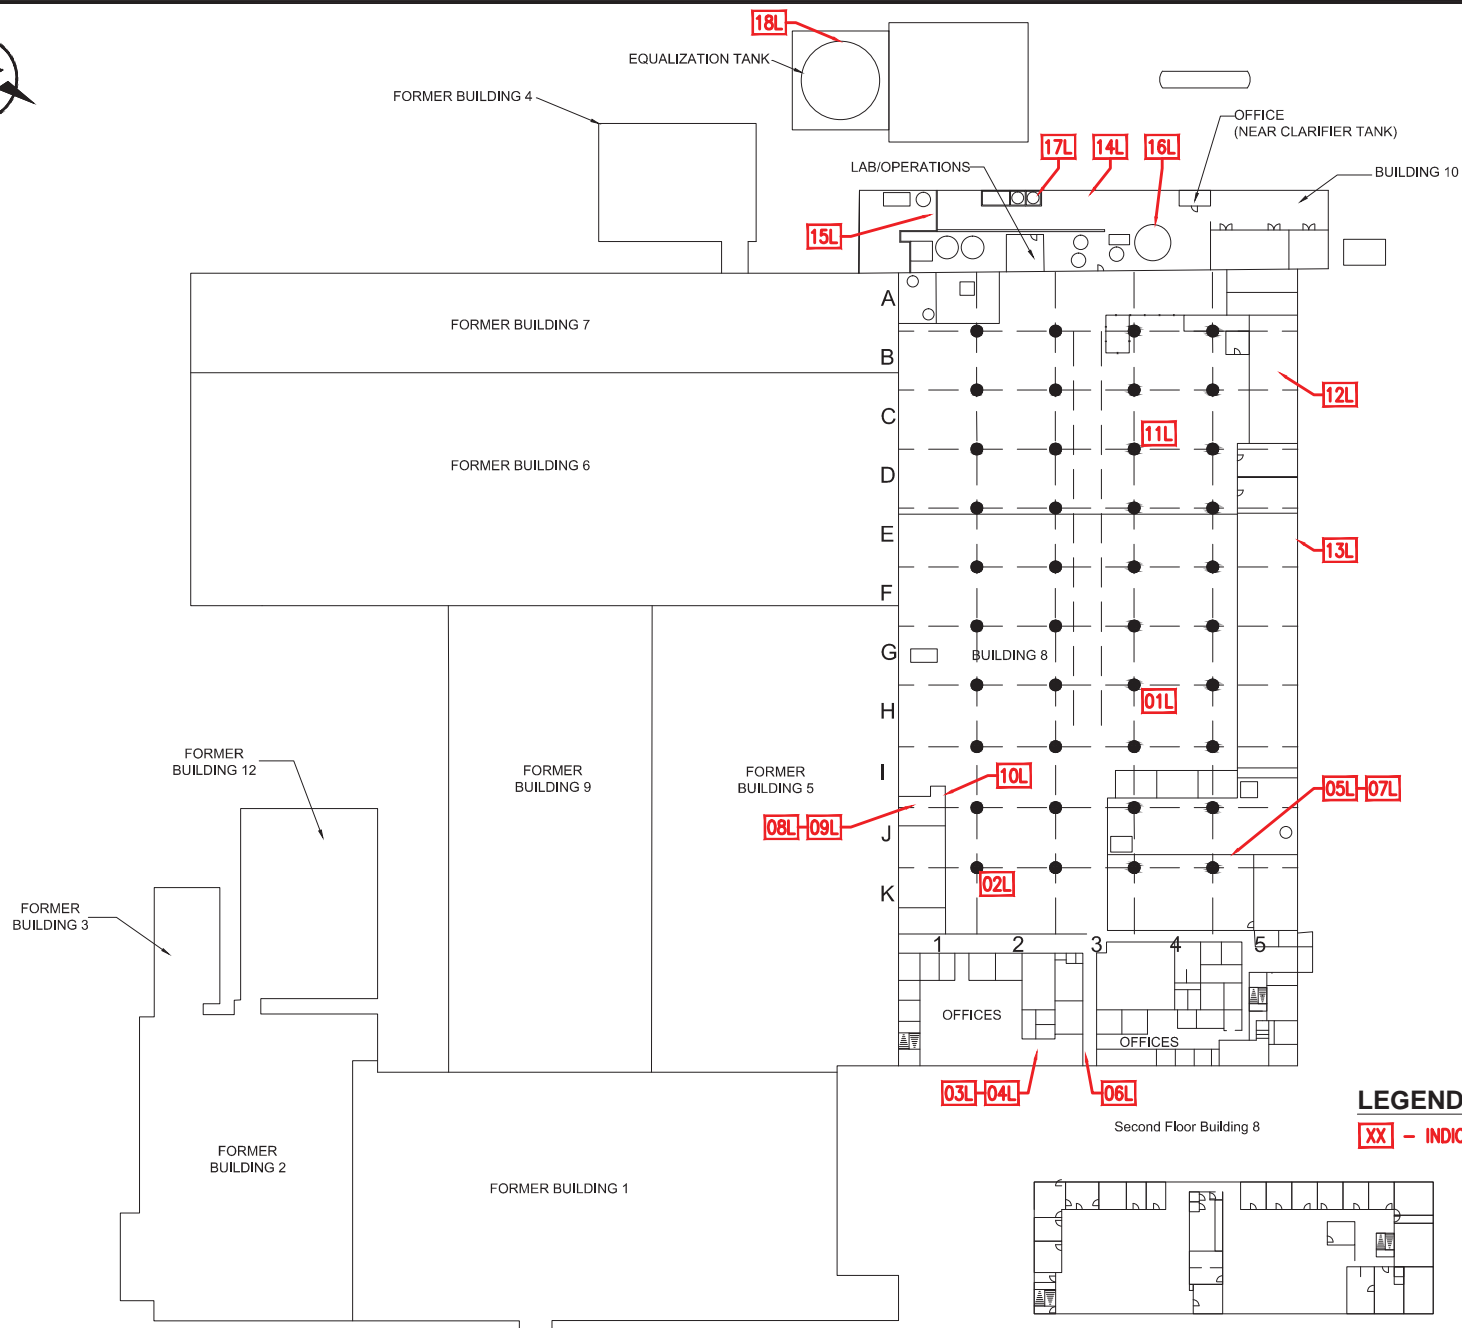 18L
EQUALIZATION TANK
FORMER BUILDING 4
OFFICE
(NEAR CLARIFIER TANK)
17L
14L
16L
LAB/OPERATIONS
BUILDING 10
15L
A
FORMER BUILDING 7
B
12L
C
11L
FORMER BUILDING 6
D
E
13L
F
G
BUILDING 8
01L
H
FORMER
BUILDING 12
FORMER
BUILDING 9
FORMER
BUILDING 5
I
10L
05L
07L
08L
09L
J
02L
K
FORMER
BUILDING 3
1
2
3
4
5
OFFICES
OFFICES
03L
04L
06L
LEGEND
Second Floor Building 8
XX - INDIC
FORMER
BUILDING 2
FORMER BUILDING 1